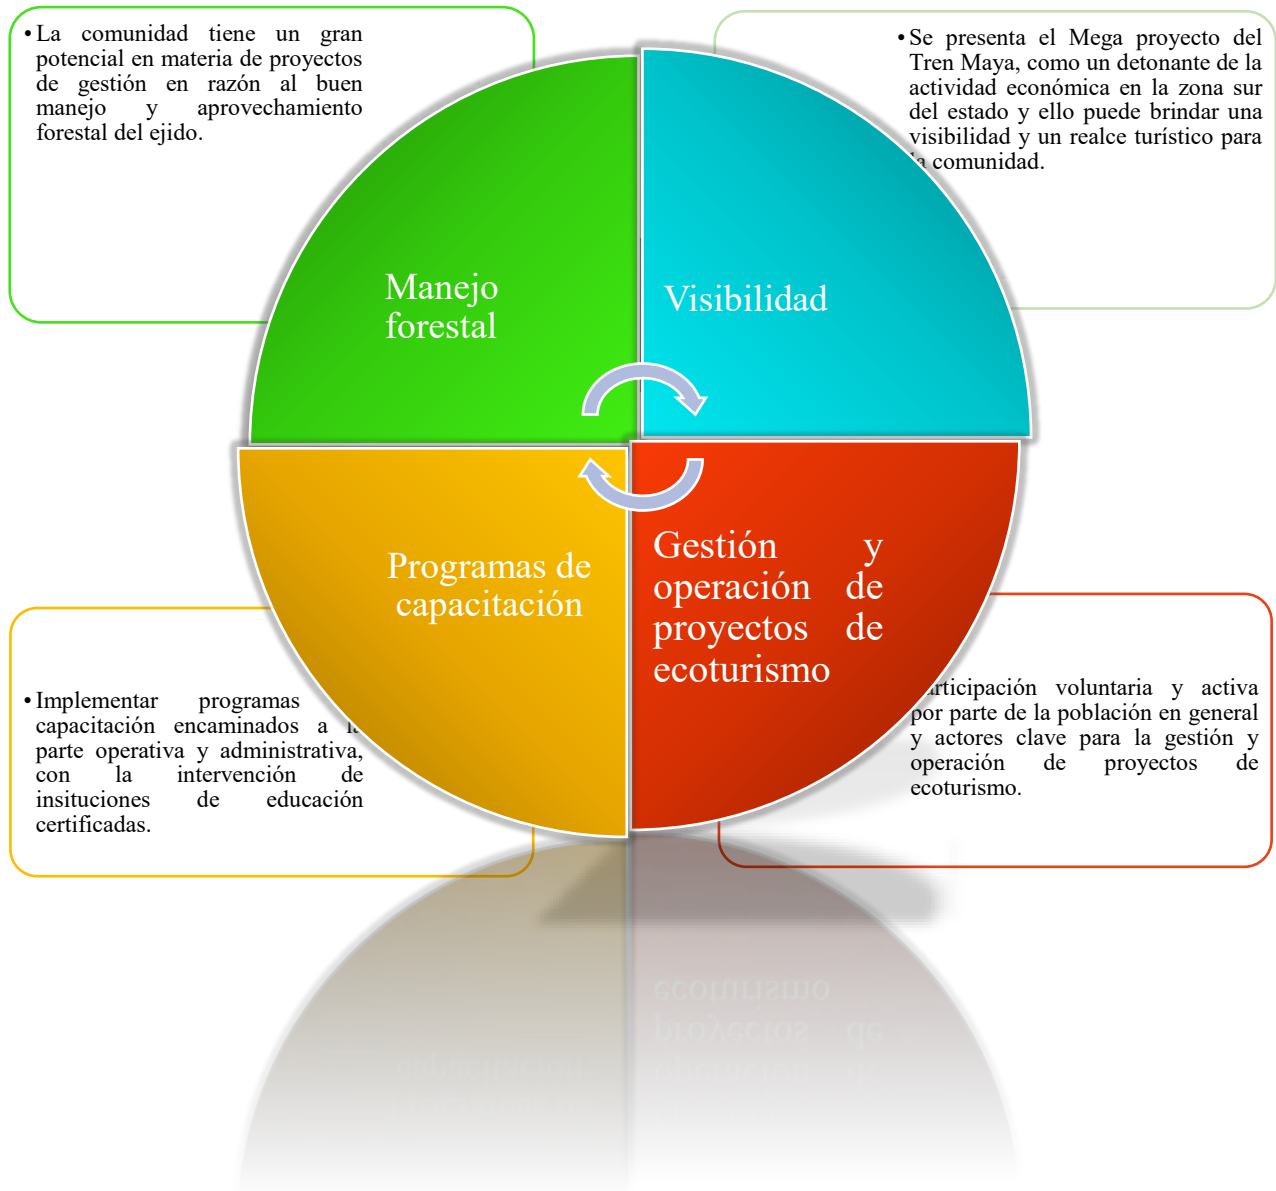 • La comunidad tiene un gran
potencial en materia de proyectos
de gestión en razón al buen
manejo y aprovechamiento
forestal del ejido.
• Se presenta el Mega proyecto del
Tren Maya, como un detonante de la
actividad económica en la zona sur
del estado y ello puede brindar una
visibilidad y un realce turístico para
la comunidad.
Manejo
forestal
Visibilidad
Programas de
capacitación
Gestión y
operación de
proyectos de
ecoturismo
• Implementar programas
capacitación encaminados a la
parte operativa y administrativa,
con la intervención de
insituciones de educación
certificadas.
articipación voluntaria y activa
por parte de la población en general
y actores clave para la gestión y
operación de proyectos de
ecoturismo.